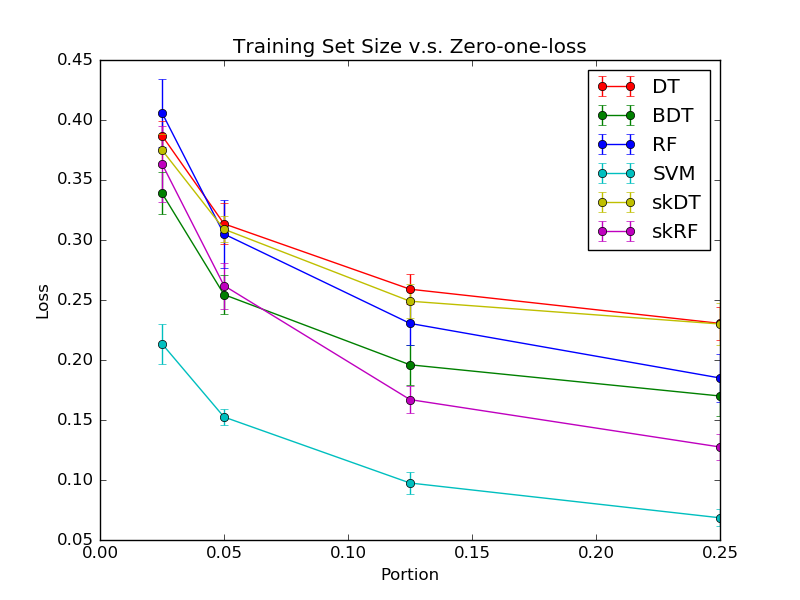 Training Set Size v.s. Zero-one-loss
0.45
0.40
0.35
0.30
0.25
0.20
0.15
0.10
0.05
Loss
DT
BDT
RF
SVM
skDT
skRF
0.00
0.05
0.10
0.15
0.20
0.25
Portion